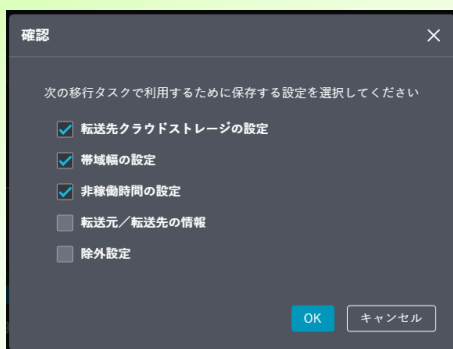 確認
次の移行タスクで利用するために保存する設定を選択してください
転送先クラウドストレージの設定
帯域幅の設定
非稼働時間の設定
転送元／転送先の情報
除外設定
OK
キャンセル